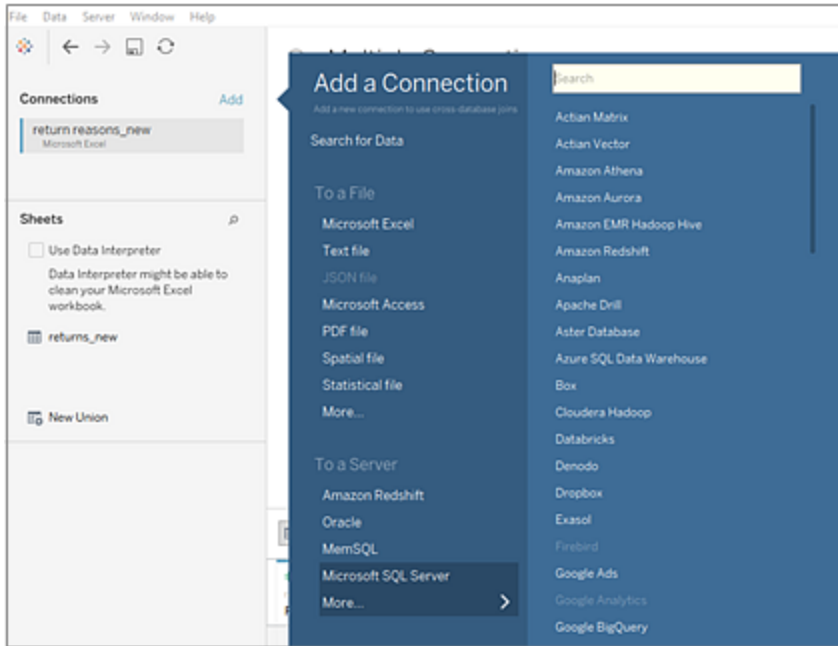 File Data Server Window Help
Connections Add
return reasons_new
Microsoft Excel
Sheets
Use Data Interpreter
Data Interpreter might be able to
clean your Microsoft Excel
workbook.
returns_new
New Union
Add a Connection
Add a new connection to use cross-database joins
Search for Data
To a File
Microsoft Excel
Text file
JSON file
Microsoft Access
PDF file
Spatial file
Statistical file
More...
To a Server
Amazon Redshift
Oracle
MemSQL
Microsoft SQL Server
More...
Search
Actian Matrix
Actian Vector
Amazon Athena
Amazon Aurora
Amazon EMR Hadoop Hive
Amazon Redshift
Anaplan
Apache Drill
Aster Database
Azure SQL Data Warehouse
Box
Cloudera Hadoop
Databricks
Denodo
Dropbox
Exasol
Firebird
Google Ads
Google Analytics
Google BigQuery